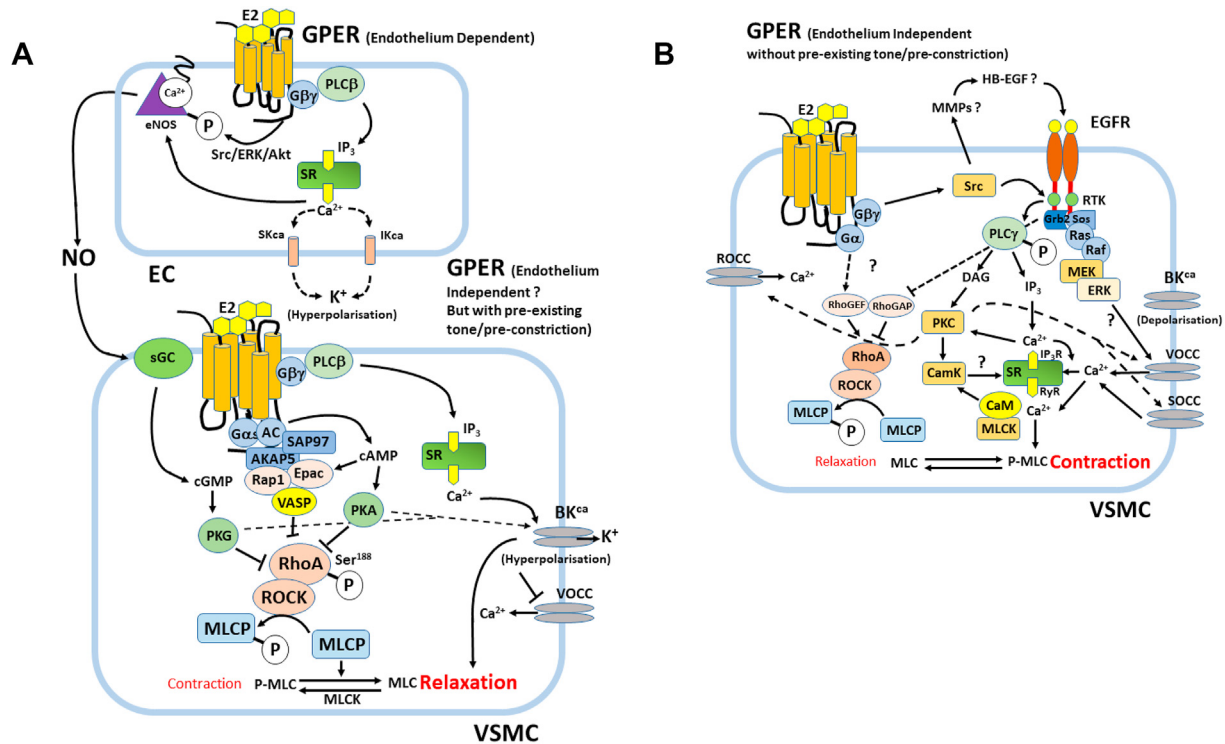 A
E2
GPER (Endothelium Dependent)
Ca2+
eNOS
P
Gβγ
PLCβ
Src/ERK/Akt
IP3
SR
Ca2+
SKca
IKca
K+
(Hyperpolarisation)
NO
EC
GPER (Endothelium
Independent ?
But with pre-existing
tone/pre-constriction)
E2
sGC
Gβγ
PLCβ
Gαs
AC
SAP97
AKAP5
Rap1
Epac
VASP
cAMP
IP3
SR
Ca2+
cGMP
PKG
PKA
BKca
K+
(Hyperpolarisation)
RhoA
Ser188
P
ROCK
VOCC
Ca2+
MLCP
P
MLCP
Contraction
P-MLC
MLC
Relaxation
MLCK
VSMC
GPER (Endothelium Independent
without pre-existing tone/pre-constriction)
B
HB-EGF ?
MMPs ?
EGFR
E2
Src
RTK
Gβγ
Gα
Grb2
Sos
Ras
Raf
PLCγ
P
MEK
ERK
ROCC
Ca2+
?
DAG
IP3
BKca
(Depolarisation)
RhoGEF
RhoGAP
PKC
?
Ca2+
VOCC
RhoA
ROCK
CamK
?
SR
IP3R
RyR
Ca2+
SOCC
MLCP
P
MLCP
CaM
MLCK
Ca2+
Relaxation
MLC
P-MLC
Contraction
VSMC